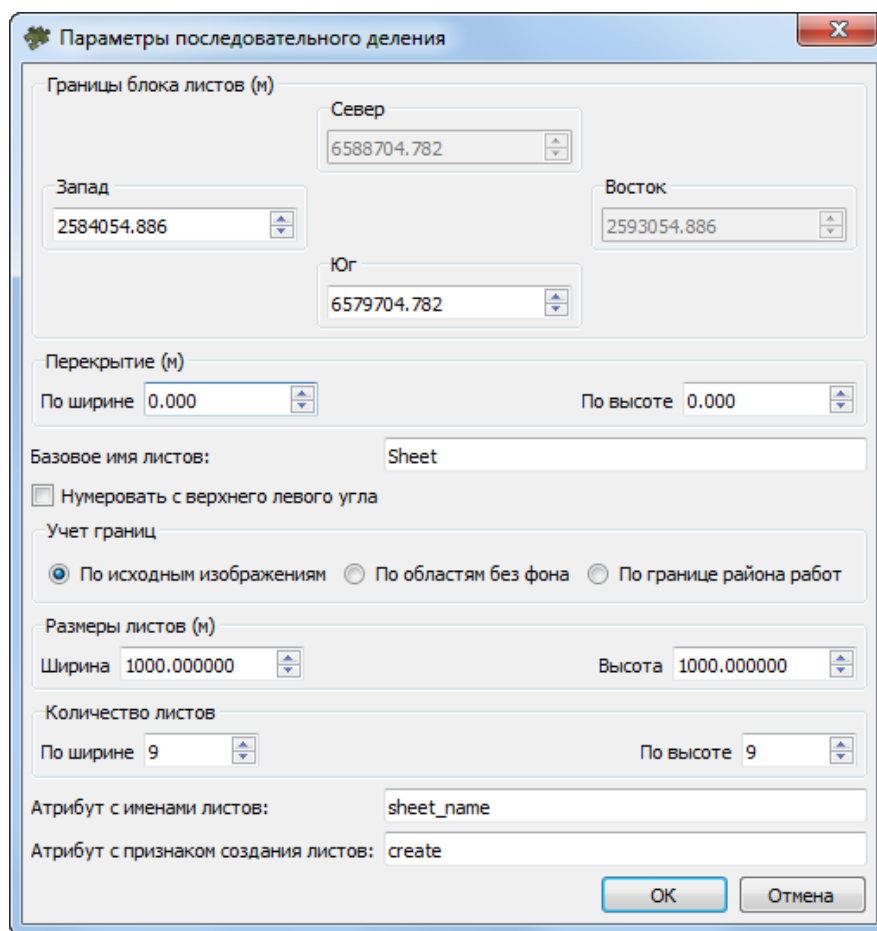 Параметры последовательного деления
Границы блока листов (м)
Север
6588704.782
Запад
2584054.886
Восток
2593054.886
Юг
6579704.782
Перекрытие (м)
По ширине 0.000 По высоте 0.000
Базовое имя листов: Sheet
Нумеровать с верхнего левого угла
Учет границ
По исходным изображениям По областям без фона По границе района работ
Размеры листов (м)
Ширина 1000.000000 Высота 1000.000000
Количество листов
По ширине 9 По высоте 9
Атрибут с именами листов: sheet_name
Атрибут с признаком создания листов: create
OK Отмена